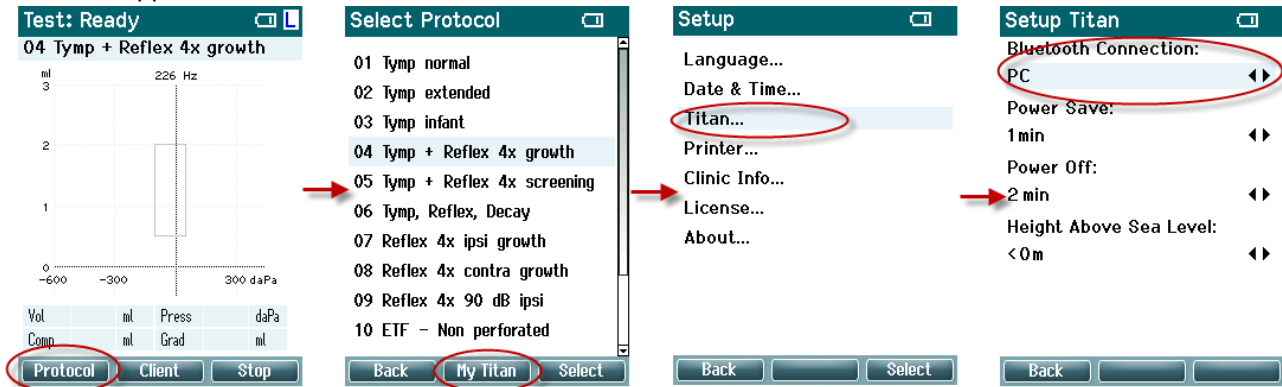 Test: Ready L
04 Tymp + Reflex 4x growth
ml
3
226 Hz
2
1
0
-600 -300 300 daPa
Vol ml Press daPa
Comp ml Grad ml
Protocol Client Stop
Select Protocol
01 Tymp normal
02 Tymp extended
03 Tymp infant
04 Tymp + Reflex 4x growth
05 Tymp + Reflex 4x screening
06 Tymp, Reflex, Decay
07 Reflex 4x ipsi growth
08 Reflex 4x contra growth
09 Reflex 4x 90 dB ipsi
10 ETF - Non perforated
Back My Titan Select
Setup
Language...
Date & Time...
Titan...
Printer...
Clinic Info...
License...
About...
Back Select
Setup Titan
Bluetooth Connection:
PC
Power Save:
1min
Power Off:
2 min
Height Above Sea Level:
<0m
Back